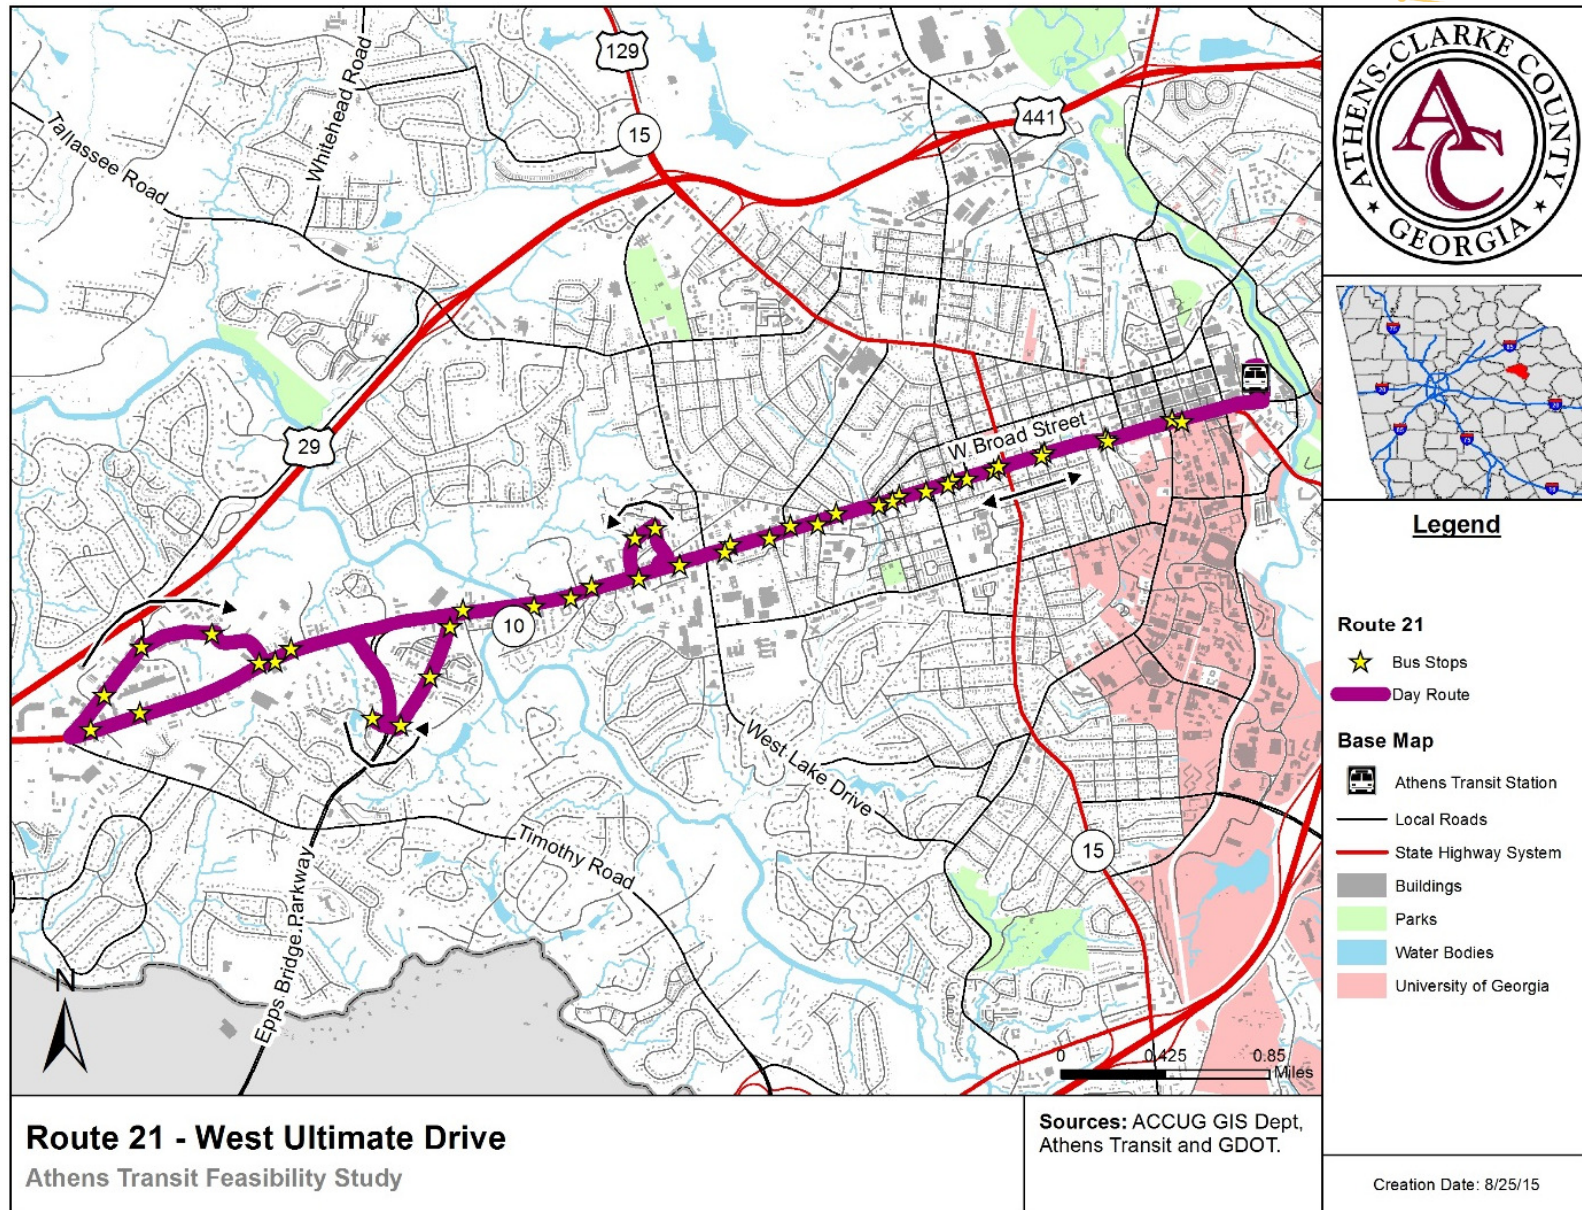 129
15
441
Whitehead Road
Tallassee Road
29
W. Broad Street
10
West Lake Drive
Timothy Road
15
Epps Bridge Parkway
N
0 0.425 0.85
Miles
ATHENS-CLARKE COUNTY
AC
★ GEORGIA ★
Legend
Route 21
Bus Stops
Day Route
Base Map
Athens Transit Station
Local Roads
State Highway System
Buildings
Parks
Water Bodies
University of Georgia
Route 21 - West Ultimate Drive
Athens Transit Feasibility Study
Sources: ACCUG GIS Dept,
Athens Transit and GDOT.
Creation Date: 8/25/15